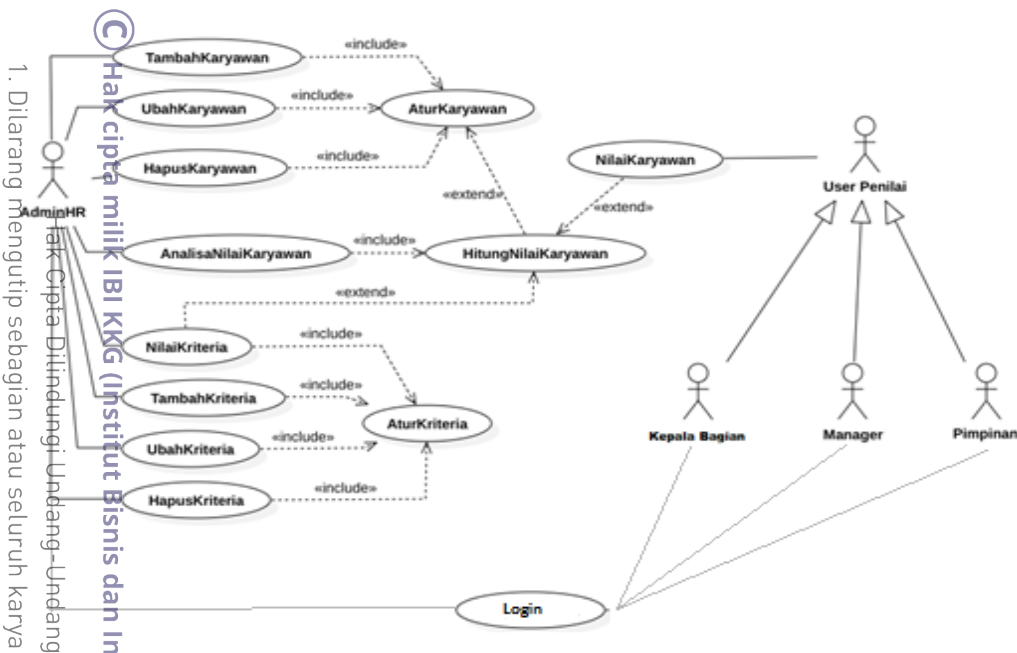 «include»
TambahKaryawan
«include»
UbahKaryawan
AturKaryawan
«include»
HapusKaryawan
NilaiKaryawan
User Penilai
«extend»
«extend»
AdminHR
«include»
AnalisaNilaiKaryawan
HitungNilaiKaryawan
«extend»
«include»
NilaiKriteria
«include»
TambahKriteria
AturKriteria
Kepala Bagian
Manager
Pimpinan
«include»
UbahKriteria
«include»
HapusKriteria
Login
© Hak cipta milik IBI KKG (Institut Bisnis dan In
Hak Cipta Dilindungi Undang-Undang
1. Dilarang mengutip sebagian atau seluruh karya